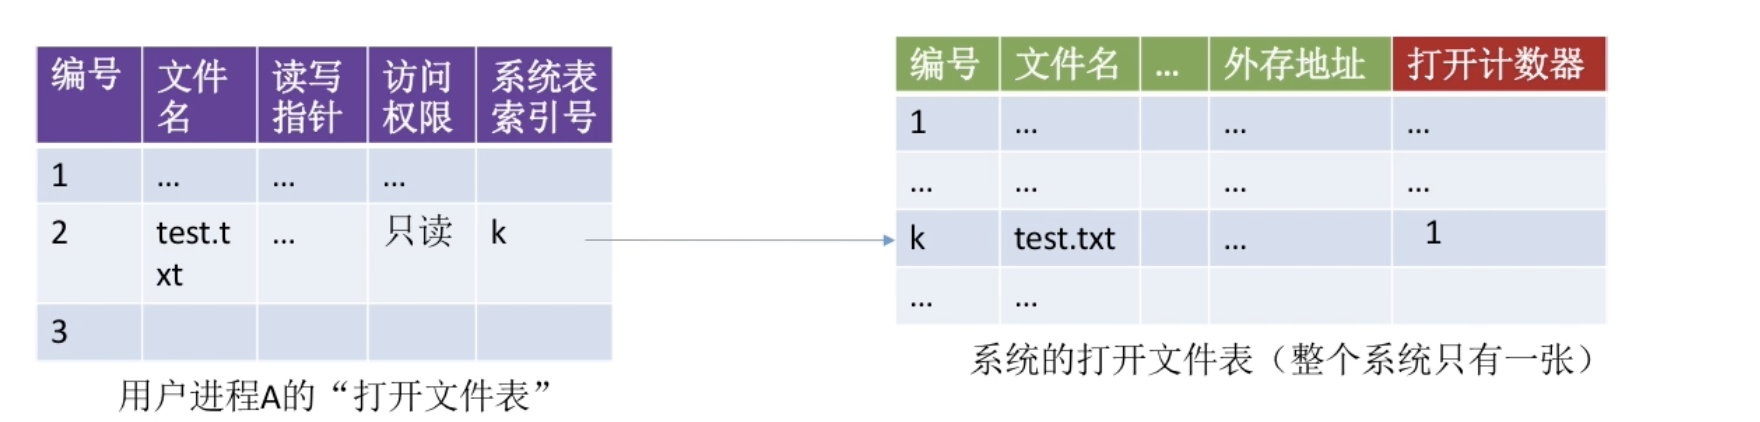 编号 文件名 读写指针 访问权限 系统表索引号
1 … … …
2 test.txt … 只读 k
3
用户进程A的“打开文件表”
编号 文件名 … 外存地址 打开计数器
1 … … …
… … … …
k test.txt … 1
… …
系统的打开文件表（整个系统只有一张）